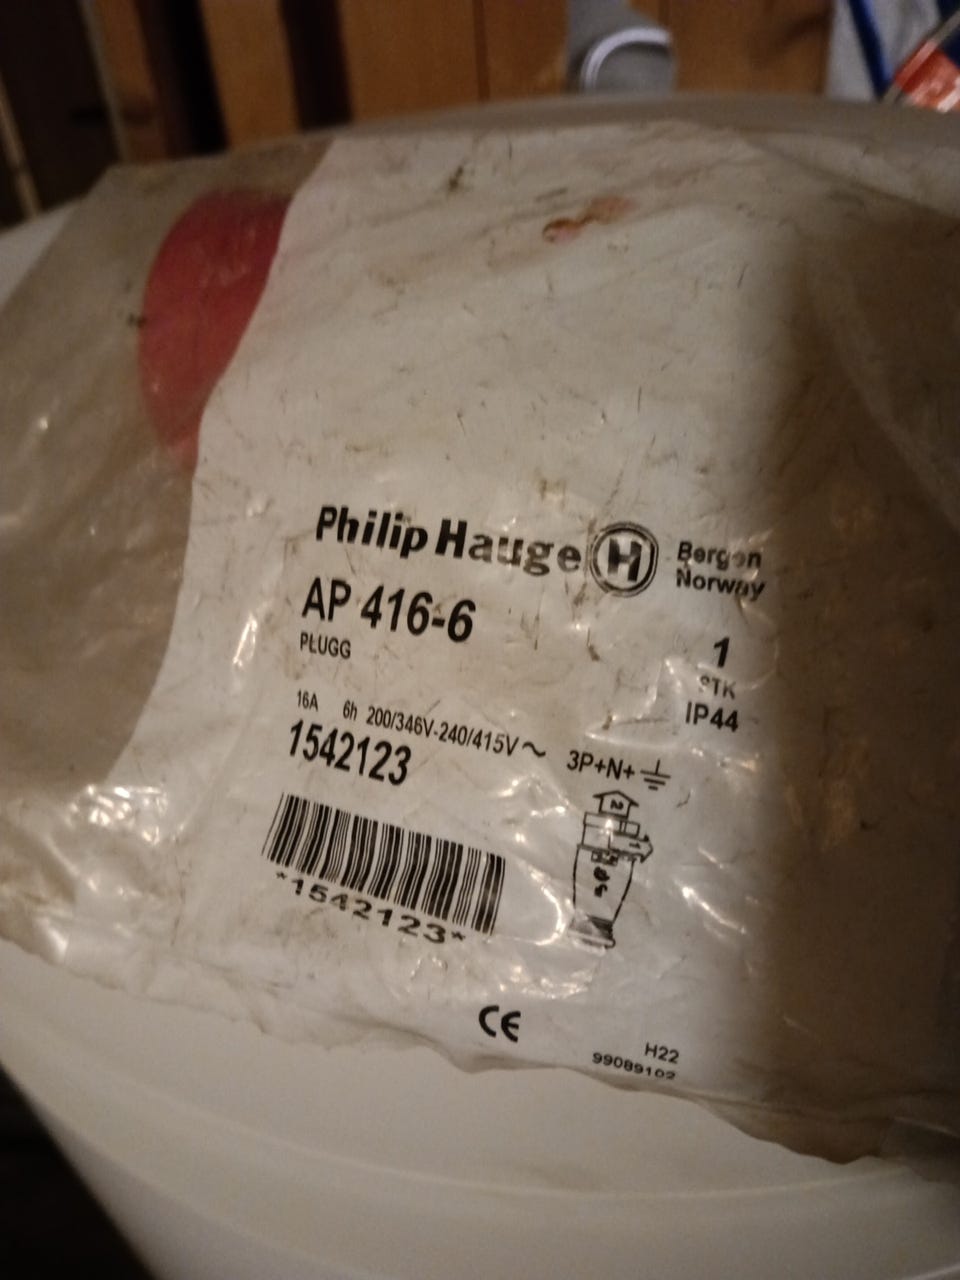 Philip Hauge H Bergen
Norway
AP 416-6
PLUGG
1
STK
IP44
16A 6h 200/346V-240/415V~ 3P+N+⏚
1542123
*1542123*
CE
H22
99089102